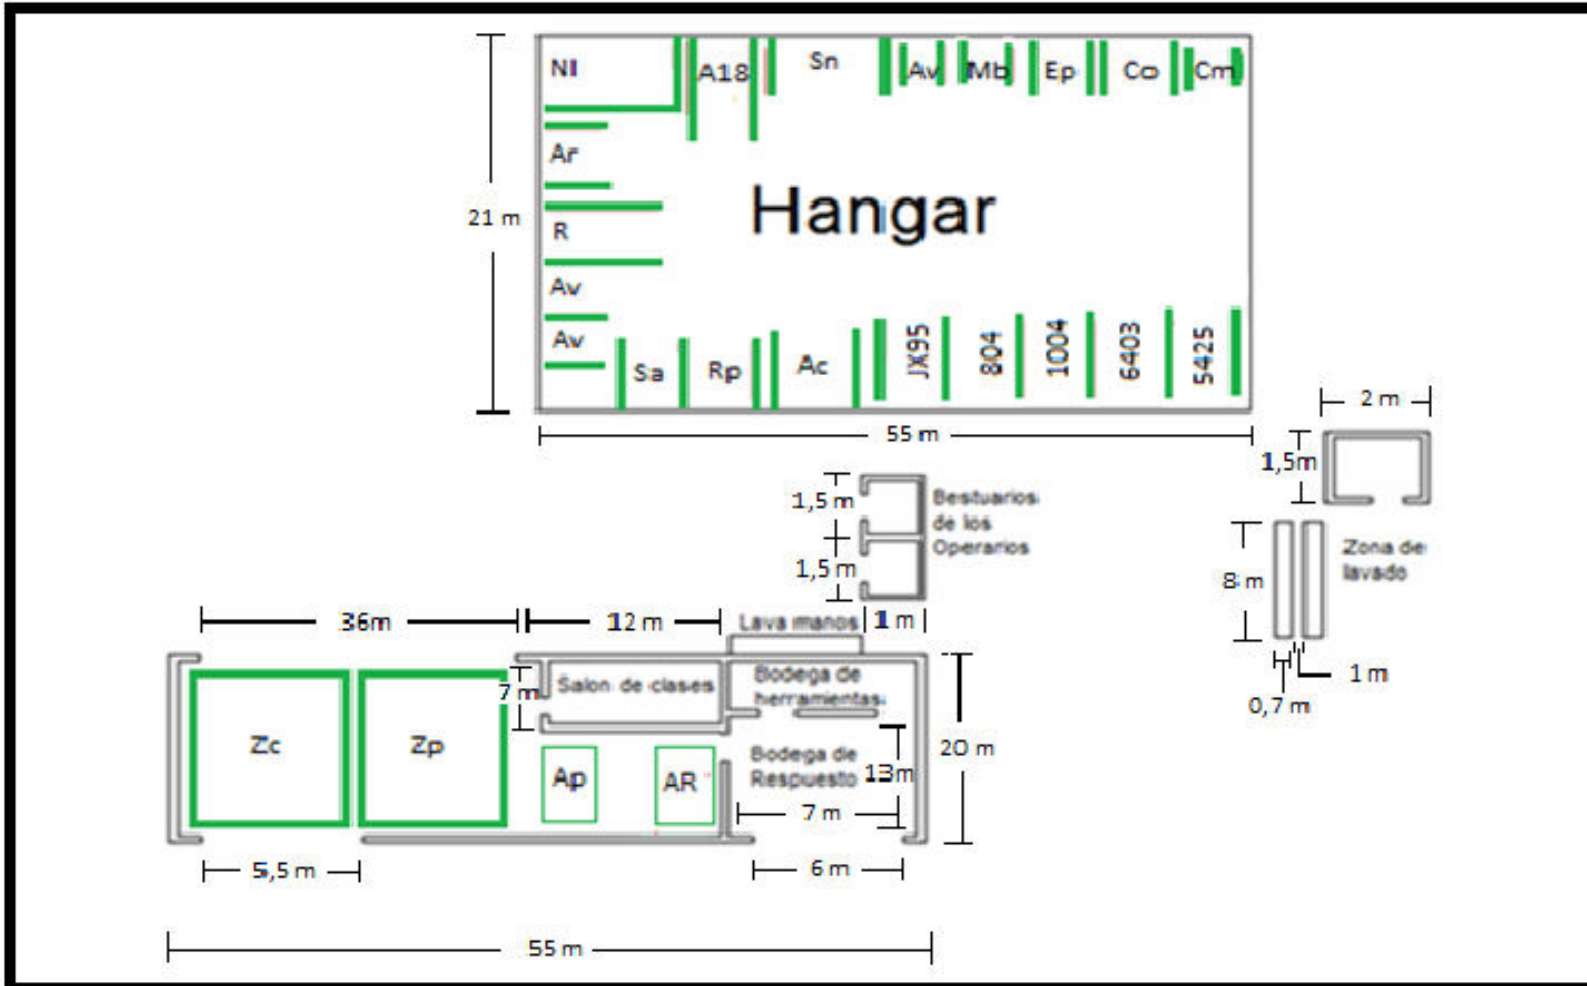 NI
A18
Sn
Av
Mb
Ep
Co
Cm
Ar
R
Av
Av
Hangar
21 m
Sa
Rp
Ac
JX95
804
1004
6403
5425
55 m
2 m
1,5m
1,5 m
1,5 m
Bestuarios
de los
Operarios
1 m
Zona de
lavado
8 m
1 m
0,7 m
36m
12 m
Lava manos
7 m
Salon de clases
Bodega de
herramientas
Zc
Zp
Ap
AR
Bodega de
Respuesto
13m
7 m
20 m
5,5 m
6 m
55 m